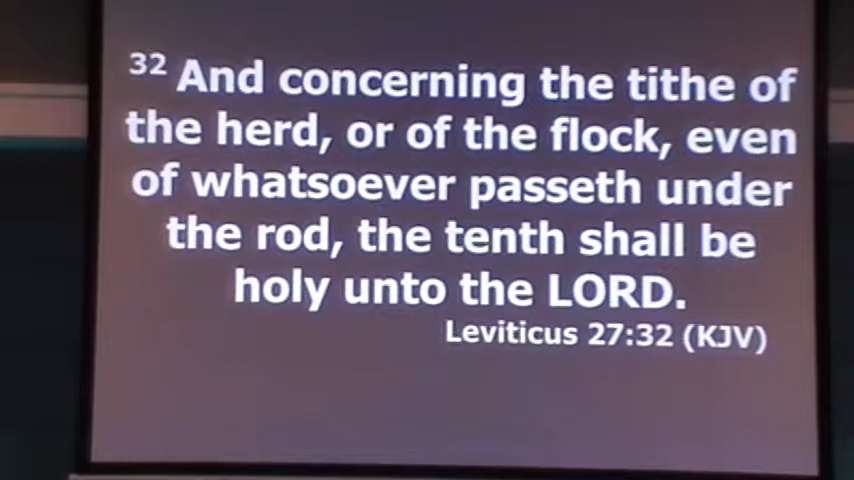 32 And concerning the tithe of
the herd, or of the flock, even
of whatsoever passeth under
the rod, the tenth shall be
holy unto the LORD.
Leviticus 27:32 (KJV)